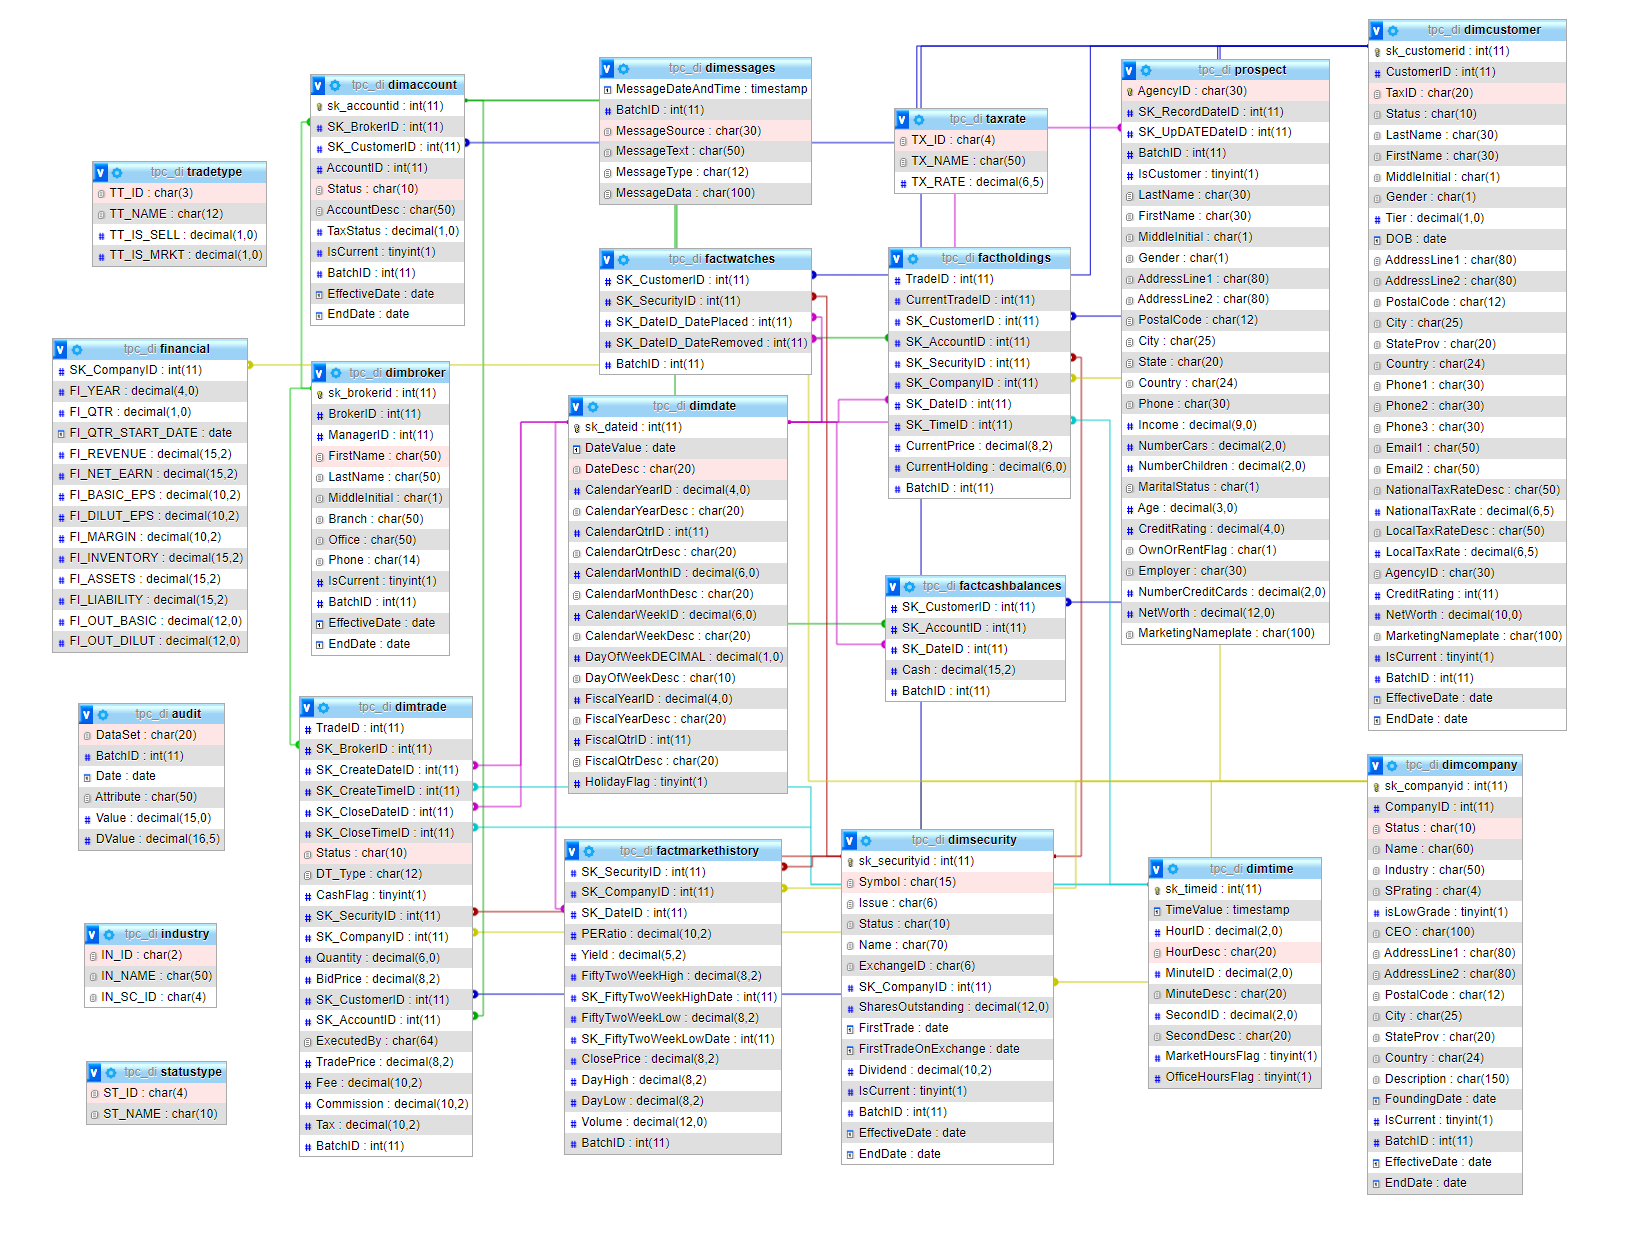 tpc_di tradetype
TT_ID : char(3)
TT_NAME : char(12)
TT_IS_SELL : decimal(1,0)
TT_IS_MRKT : decimal(1,0)
tpc_di financial
SK_CompanyID : int(11)
FI_YEAR : decimal(4,0)
FI_QTR : decimal(1,0)
FI_QTR_START_DATE : date
FI_REVENUE : decimal(15,2)
FI_NET_EARN : decimal(15,2)
FI_BASIC_EPS : decimal(10,2)
FI_DILUT_EPS : decimal(10,2)
FI_MARGIN : decimal(10,2)
FI_INVENTORY : decimal(15,2)
FI_ASSETS : decimal(15,2)
FI_LIABILITY : decimal(15,2)
FI_OUT_BASIC : decimal(12,0)
FI_OUT_DILUT : decimal(12,0)
tpc_di audit
DataSet : char(20)
BatchID : int(11)
Date : date
Attribute : char(50)
Value : decimal(15,0)
DValue : decimal(16,5)
tpc_di industry
IN_ID : char(2)
IN_NAME : char(50)
IN_SC_ID : char(4)
tpc_di statustype
ST_ID : char(4)
ST_NAME : char(10)
tpc_di dimaccount
sk_accountid : int(11)
SK_BrokerID : int(11)
SK_CustomerID : int(11)
AccountID : int(11)
Status : char(10)
AccountDesc : char(50)
TaxStatus : decimal(1,0)
IsCurrent : tinyint(1)
BatchID : int(11)
EffectiveDate : date
EndDate : date
tpc_di dimbroker
sk_brokerid : int(11)
BrokerID : int(11)
ManagerID : int(11)
FirstName : char(50)
LastName : char(50)
MiddleInitial : char(1)
Branch : char(50)
Office : char(50)
Phone : char(14)
IsCurrent : tinyint(1)
BatchID : int(11)
EffectiveDate : date
EndDate : date
tpc_di dimtrade
TradeID : int(11)
SK_BrokerID : int(11)
SK_CreateDateID : int(11)
SK_CreateTimeID : int(11)
SK_CloseDateID : int(11)
SK_CloseTimeID : int(11)
Status : char(10)
DT_Type : char(12)
CashFlag : tinyint(1)
SK_SecurityID : int(11)
SK_CompanyID : int(11)
Quantity : decimal(6,0)
BidPrice : decimal(8,2)
SK_CustomerID : int(11)
SK_AccountID : int(11)
ExecutedBy : char(64)
TradePrice : decimal(8,2)
Fee : decimal(10,2)
Commission : decimal(10,2)
Tax : decimal(10,2)
BatchID : int(11)
tpc_di dimessages
MessageDateAndTime : timestamp
BatchID : int(11)
MessageSource : char(30)
MessageText : char(50)
MessageType : char(12)
MessageData : char(100)
tpc_di factwatches
SK_CustomerID : int(11)
SK_SecurityID : int(11)
SK_DateID_DatePlaced : int(11)
SK_DateID_DateRemoved : int(11)
BatchID : int(11)
tpc_di dimdate
sk_dateid : int(11)
DateValue : date
DateDesc : char(20)
CalendarYearID : decimal(4,0)
CalendarYearDesc : char(20)
CalendarQtrID : int(11)
CalendarQtrDesc : char(20)
CalendarMonthID : decimal(6,0)
CalendarMonthDesc : char(20)
CalendarWeekID : decimal(6,0)
CalendarWeekDesc : char(20)
DayOfWeekDECIMAL : decimal(1,0)
DayOfWeekDesc : char(10)
FiscalYearID : decimal(4,0)
FiscalYearDesc : char(20)
FiscalQtrID : int(11)
FiscalQtrDesc : char(20)
HolidayFlag : tinyint(1)
tpc_di factmarkethistory
SK_SecurityID : int(11)
SK_CompanyID : int(11)
SK_DateID : int(11)
PERatio : decimal(10,2)
Yield : decimal(5,2)
FiftyTwoWeekHigh : decimal(8,2)
SK_FiftyTwoWeekHighDate : int(11)
FiftyTwoWeekLow : decimal(8,2)
SK_FiftyTwoWeekLowDate : int(11)
ClosePrice : decimal(8,2)
DayHigh : decimal(8,2)
DayLow : decimal(8,2)
Volume : decimal(12,0)
BatchID : int(11)
tpc_di taxrate
TX_ID : char(4)
TX_NAME : char(50)
TX_RATE : decimal(6,5)
tpc_di factholdings
TradeID : int(11)
CurrentTradeID : int(11)
SK_CustomerID : int(11)
SK_AccountID : int(11)
SK_SecurityID : int(11)
SK_CompanyID : int(11)
SK_DateID : int(11)
SK_TimeID : int(11)
CurrentPrice : decimal(8,2)
CurrentHolding : decimal(6,0)
BatchID : int(11)
tpc_di factcashbalances
SK_CustomerID : int(11)
SK_AccountID : int(11)
SK_DateID : int(11)
Cash : decimal(15,2)
BatchID : int(11)
tpc_di dimsecurity
sk_securityid : int(11)
Symbol : char(15)
Issue : char(6)
Status : char(10)
Name : char(70)
ExchangeID : char(6)
SK_CompanyID : int(11)
SharesOutstanding : decimal(12,0)
FirstTrade : date
FirstTradeOnExchange : date
Dividend : decimal(10,2)
IsCurrent : tinyint(1)
BatchID : int(11)
EffectiveDate : date
EndDate : date
tpc_di prospect
AgencyID : char(30)
SK_RecordDateID : int(11)
SK_UpDATEDateID : int(11)
BatchID : int(11)
IsCustomer : tinyint(1)
LastName : char(30)
FirstName : char(30)
MiddleInitial : char(1)
Gender : char(1)
AddressLine1 : char(80)
AddressLine2 : char(80)
PostalCode : char(12)
City : char(25)
State : char(20)
Country : char(24)
Phone : char(30)
Income : decimal(9,0)
NumberCars : decimal(2,0)
NumberChildren : decimal(2,0)
MaritalStatus : char(1)
Age : decimal(3,0)
CreditRating : decimal(4,0)
OwnOrRentFlag : char(1)
Employer : char(30)
NumberCreditCards : decimal(2,0)
NetWorth : decimal(12,0)
MarketingNameplate : char(100)
tpc_di dimtime
sk_timeid : int(11)
TimeValue : timestamp
HourID : decimal(2,0)
HourDesc : char(20)
MinuteID : decimal(2,0)
MinuteDesc : char(20)
SecondID : decimal(2,0)
SecondDesc : char(20)
MarketHoursFlag : tinyint(1)
OfficeHoursFlag : tinyint(1)
tpc_di dimcustomer
sk_customerid : int(11)
CustomerID : int(11)
TaxID : char(20)
Status : char(10)
LastName : char(30)
FirstName : char(30)
MiddleInitial : char(1)
Gender : char(1)
Tier : decimal(1,0)
DOB : date
AddressLine1 : char(80)
AddressLine2 : char(80)
PostalCode : char(12)
City : char(25)
StateProv : char(20)
Country : char(24)
Phone1 : char(30)
Phone2 : char(30)
Phone3 : char(30)
Email1 : char(50)
Email2 : char(50)
NationalTaxRateDesc : char(50)
NationalTaxRate : decimal(6,5)
LocalTaxRateDesc : char(50)
LocalTaxRate : decimal(6,5)
AgencyID : char(30)
CreditRating : int(11)
NetWorth : decimal(10,0)
MarketingNameplate : char(100)
IsCurrent : tinyint(1)
BatchID : int(11)
EffectiveDate : date
EndDate : date
tpc_di dimcompany
sk_companyid : int(11)
CompanyID : int(11)
Status : char(10)
Name : char(60)
Industry : char(50)
SPrating : char(4)
isLowGrade : tinyint(1)
CEO : char(100)
AddressLine1 : char(80)
AddressLine2 : char(80)
PostalCode : char(12)
City : char(25)
StateProv : char(20)
Country : char(24)
Description : char(150)
FoundingDate : date
IsCurrent : tinyint(1)
BatchID : int(11)
EffectiveDate : date
EndDate : date